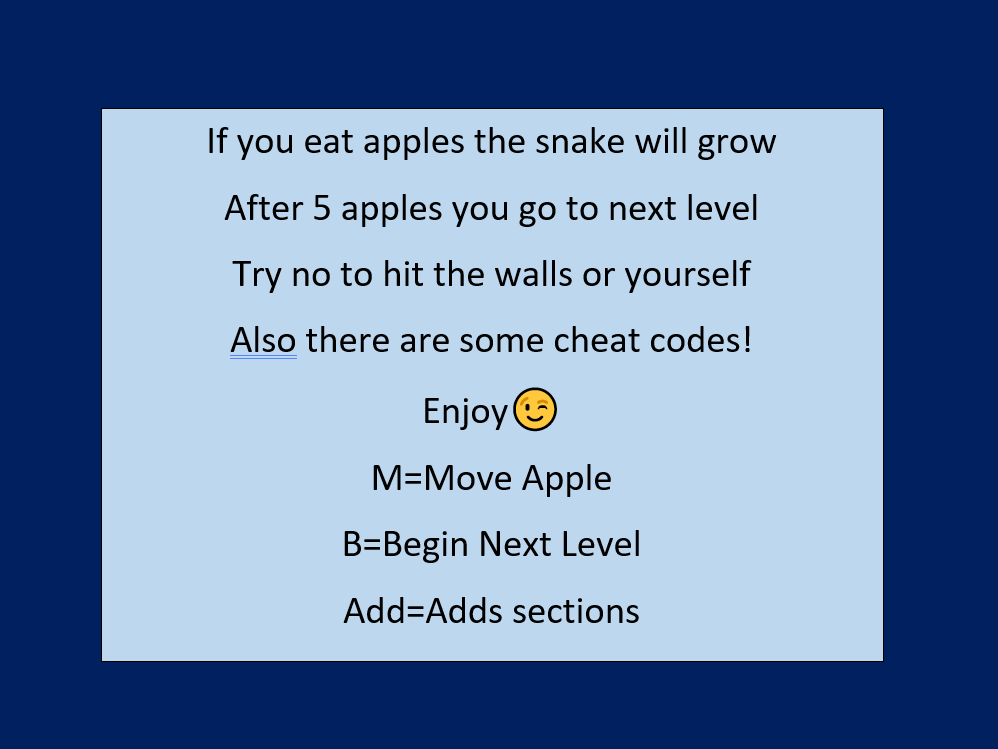 If you eat apples the snake will grow
After 5 apples you go to next level
Try no to hit the walls or yourself
Also there are some cheat codes!
Enjoy😉
M=Move Apple
B=Begin Next Level
Add=Adds sections